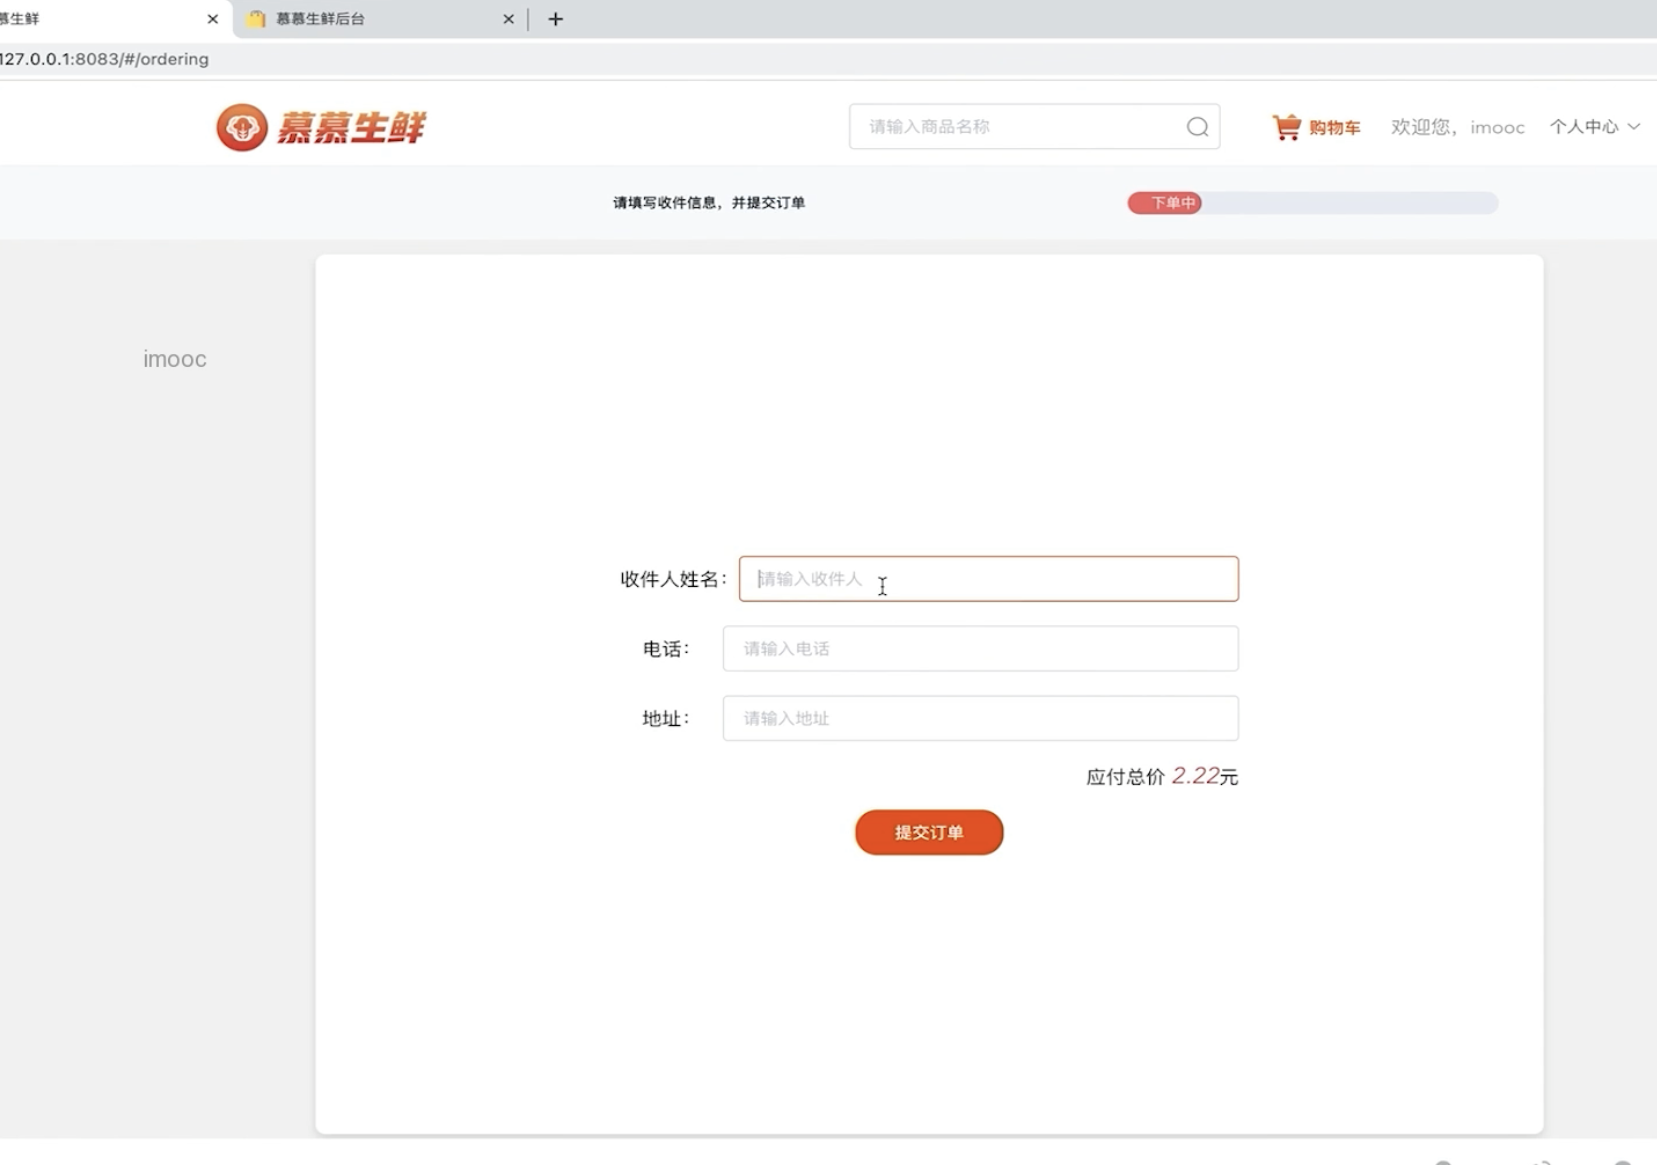 慕生鲜
慕慕生鲜后台
127.0.0.1:8083/#/ordering
慕慕生鲜
请输入商品名称
购物车
欢迎您，imooc
个人中心
请填写收件信息，并提交订单
下单中
imooc
收件人姓名：
请输入收件人
电话：
请输入电话
地址：
请输入地址
应付总价 2.22元
提交订单